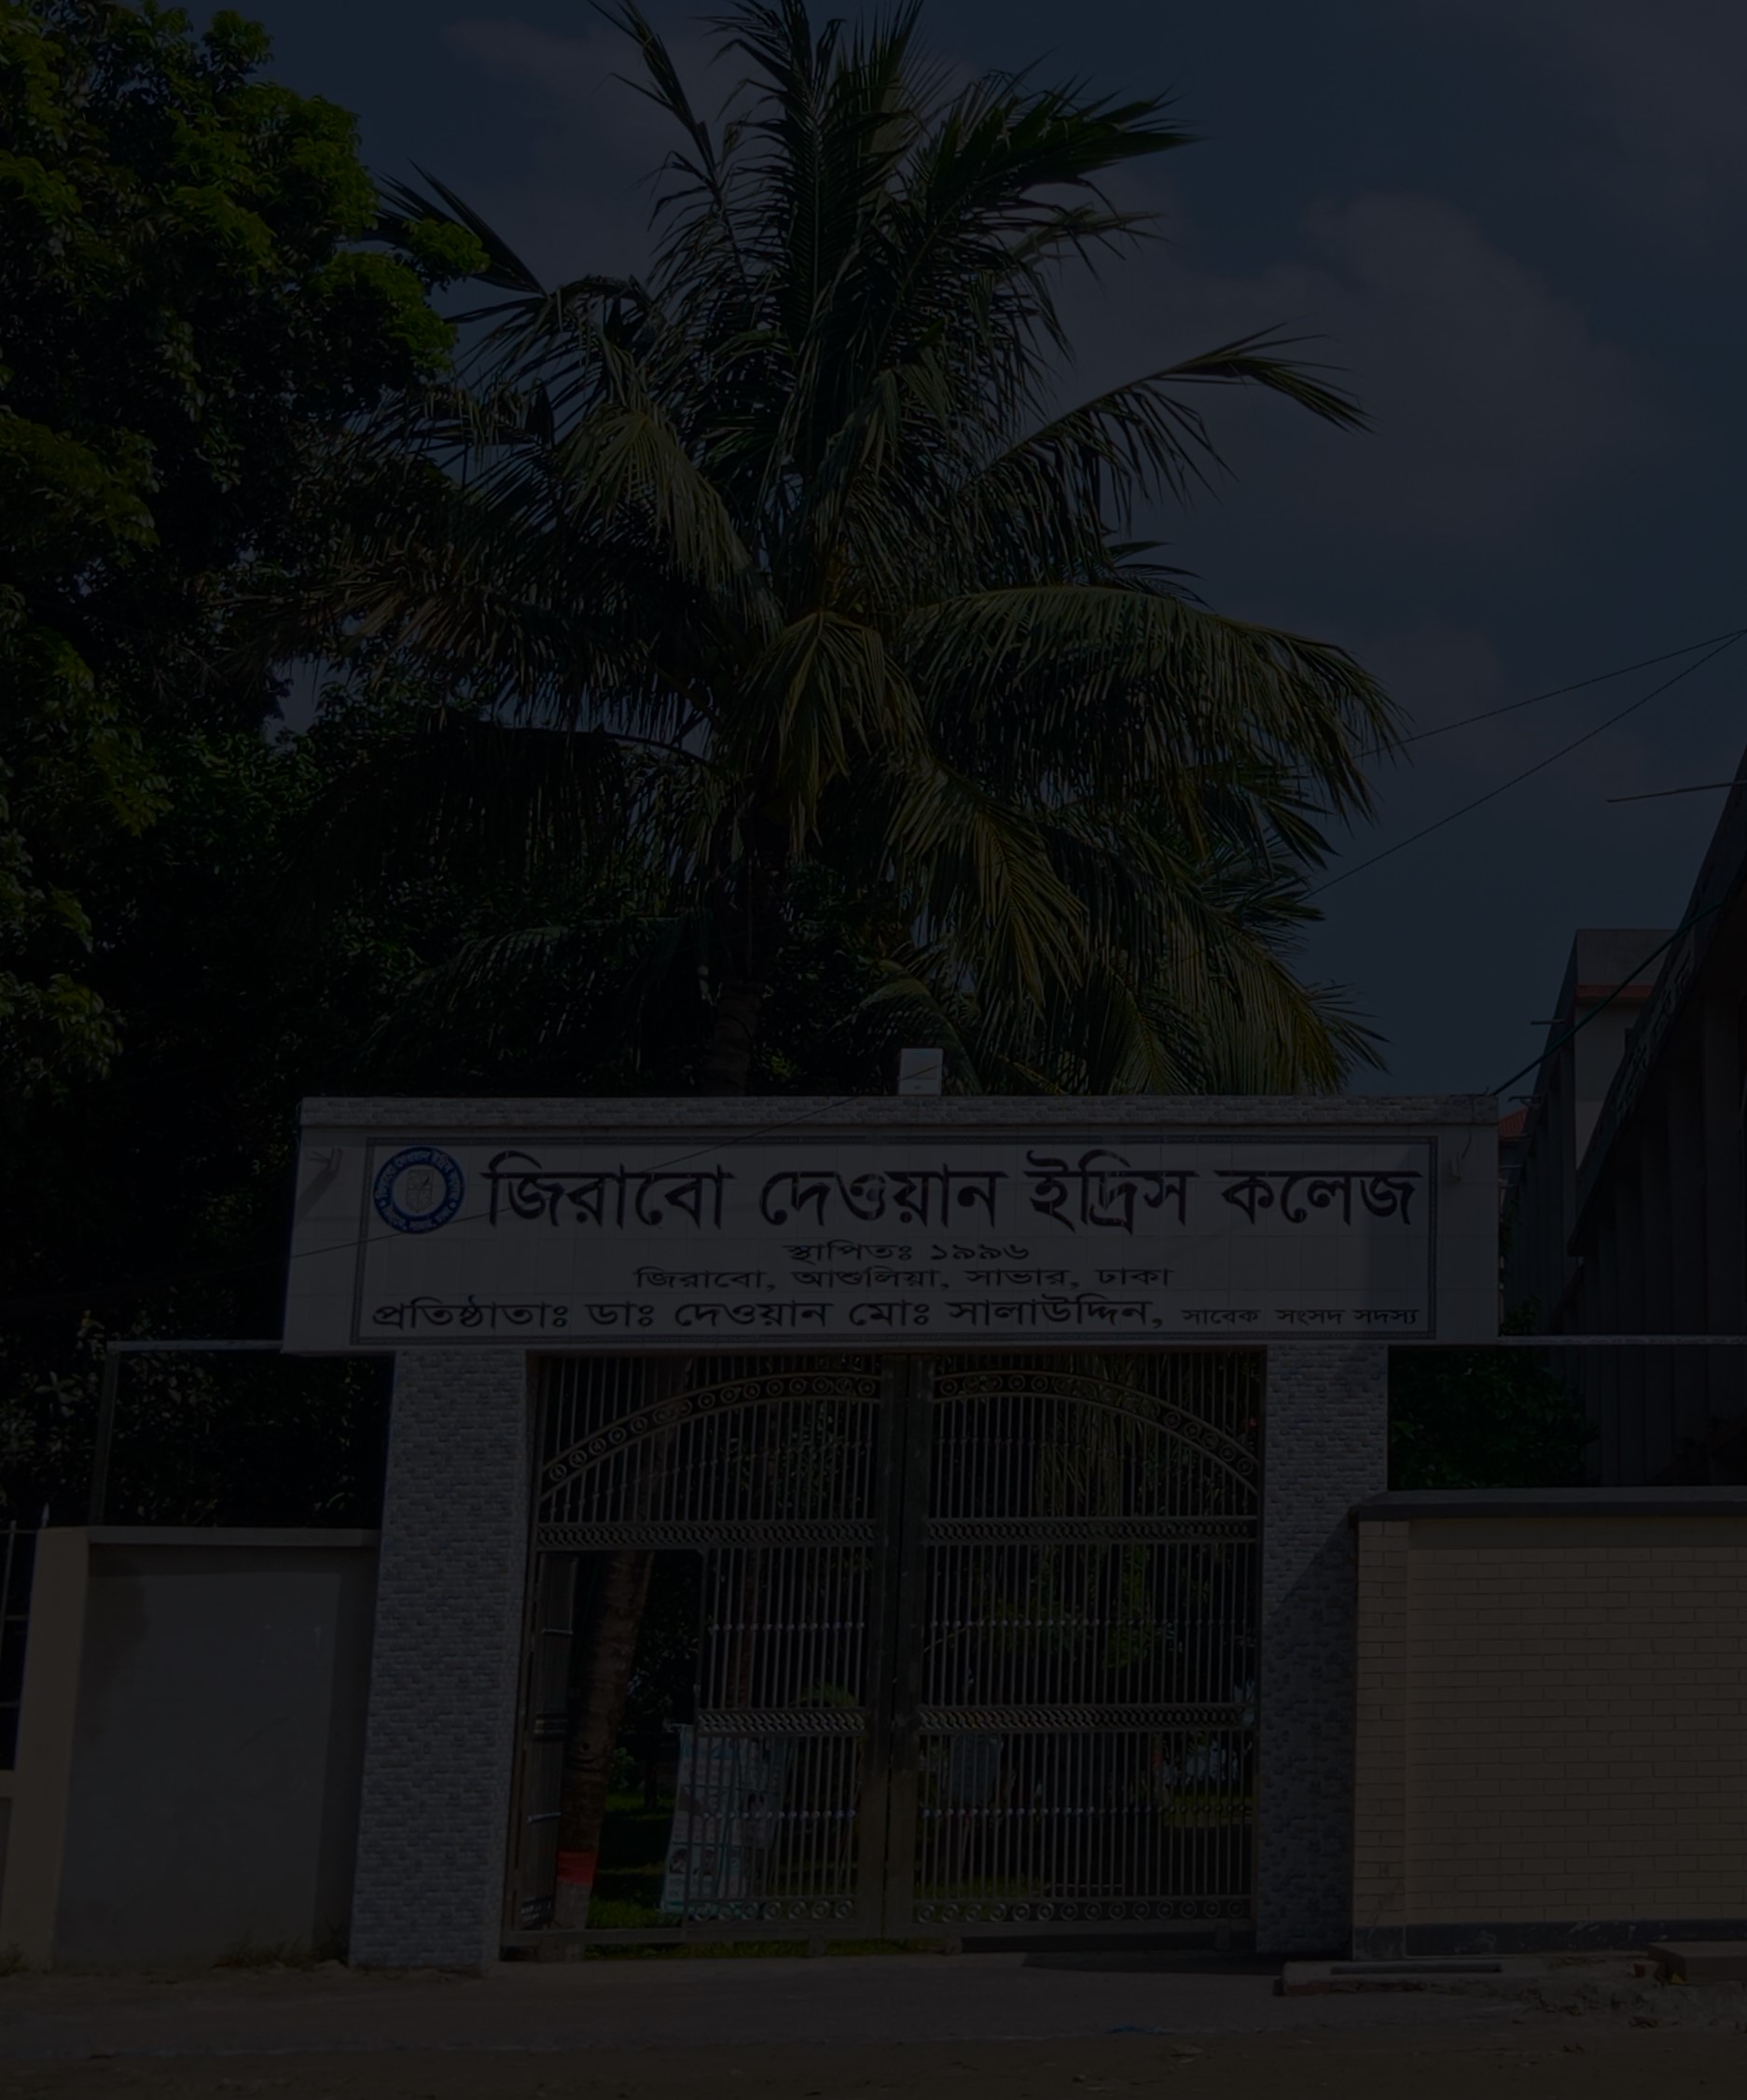 জিরাবো দেওয়ান ইদ্রিস কলেজ
স্থাপিতঃ ১৯৯৬
জিরাবো, আশুলিয়া, সাভার, ঢাকা
প্রতিষ্ঠাতাঃ ডাঃ দেওয়ান মোঃ সালাউদ্দিন, সাবেক সংসদ সদস্য